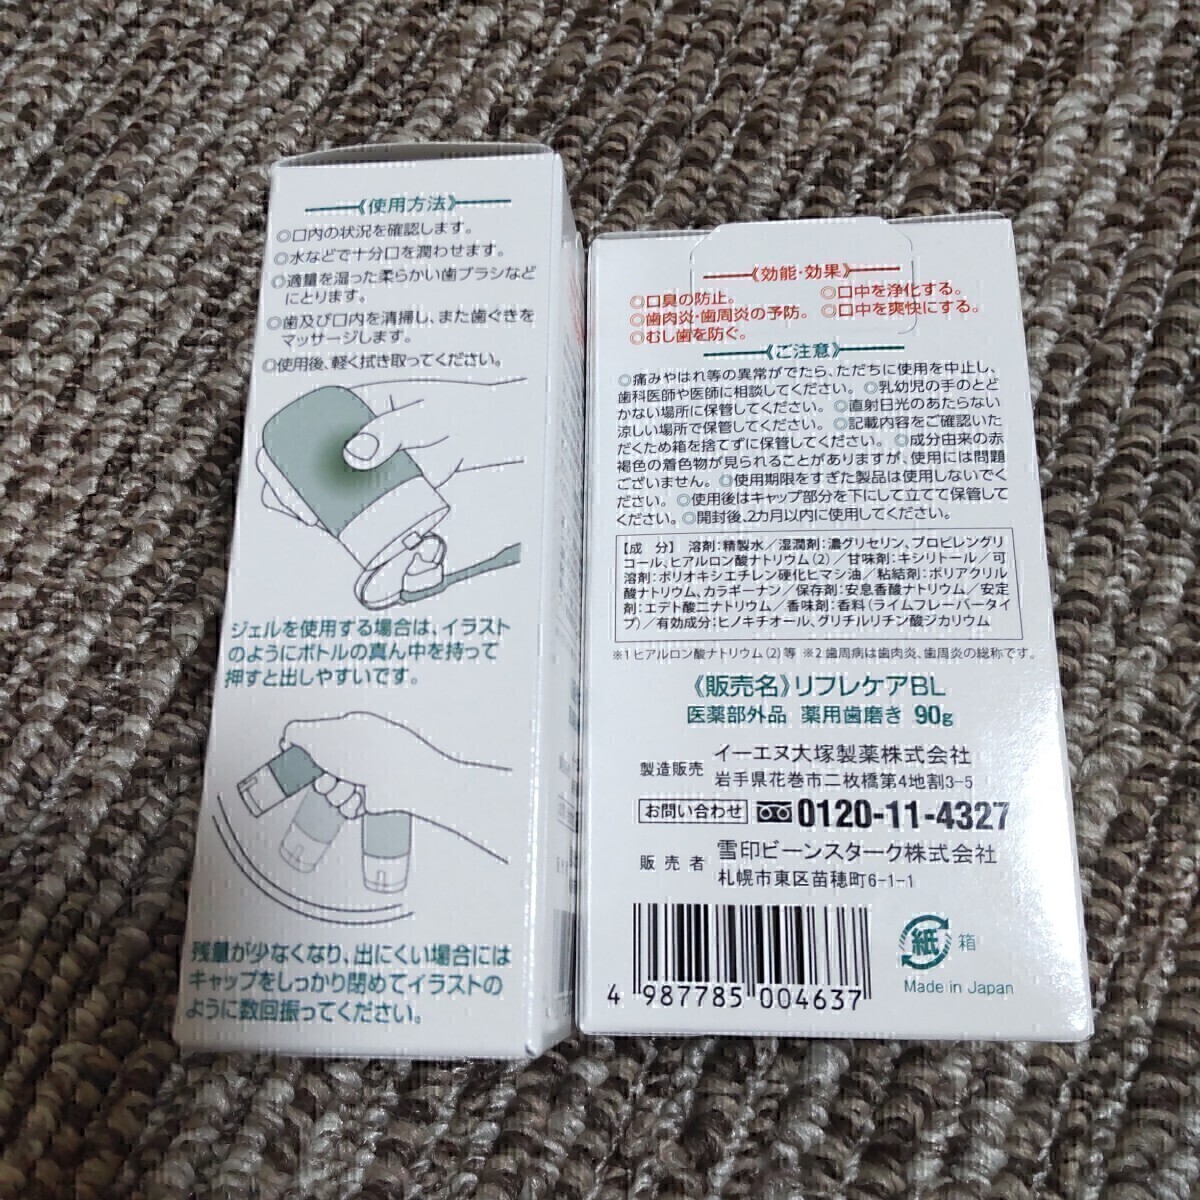 《使用方法》
◎口内の状況を確認します。
◎水などで十分口を潤わせます。
◎適量を湿った柔らかい歯ブラシなど
にとります。
◎歯及び口内を清掃し、また歯ぐきを
マッサージします。
◎使用後、軽く拭き取ってください。
ジェルを使用する場合は、イラスト
のようにボトルの真ん中を持って
押すと出しやすいです。
残量が少なくなり、出にくい場合には
キャップをしっかり閉めてイラストの
ように数回振ってください。
《効能・効果》
◎口臭の防止。 ◎口中を浄化する。
◎歯肉炎・歯周炎の予防。 ◎口中を爽快にする。
◎むし歯を防ぐ。
《ご注意》
◎痛みやはれ等の異常がでたら、ただちに使用を中止し、
歯科医師や医師に相談してください。◎乳幼児の手のとど
かない場所に保管してください。◎直射日光のあたらない
涼しい場所で保管してください。◎記載内容をご確認いた
だくため箱を捨てずに保管してください。◎成分由来の赤
褐色の着色物が見られることがありますが、使用には問題
ございません。◎使用期限をすぎた製品は使用しないでく
ださい。◎使用後はキャップ部分を下にして立てて保管して
ください。◎開封後、2カ月以内に使用してください。
【成 分】 溶剤:精製水/湿潤剤:濃グリセリン、プロピレングリ
コール、ヒアルロン酸ナトリウム(2)/甘味剤:キシリトール/可
溶剤:ポリオキシエチレン硬化ヒマシ油/粘結剤:ポリアクリル
酸ナトリウム、カラギーナン/保存剤:安息香酸ナトリウム/安定
剤:エデト酸二ナトリウム/香味剤:香料(ライムフレーバータイ
プ)/有効成分:ヒノキチオール、グリチルリチン酸ジカリウム
※1 ヒアルロン酸ナトリウム(2)等 ※2 歯周病は歯肉炎、歯周炎の総称です。
《販売名》リフレケアBL
医薬部外品 薬用歯磨き 90g
製造販売 イーエヌ大塚製薬株式会社
岩手県花巻市二枚橋第4地割3-5
お問い合わせ 0120-11-4327
販売者 雪印ビーンスターク株式会社
札幌市東区苗穂町6-1-1
4 987785 004637
紙 箱
Made in Japan